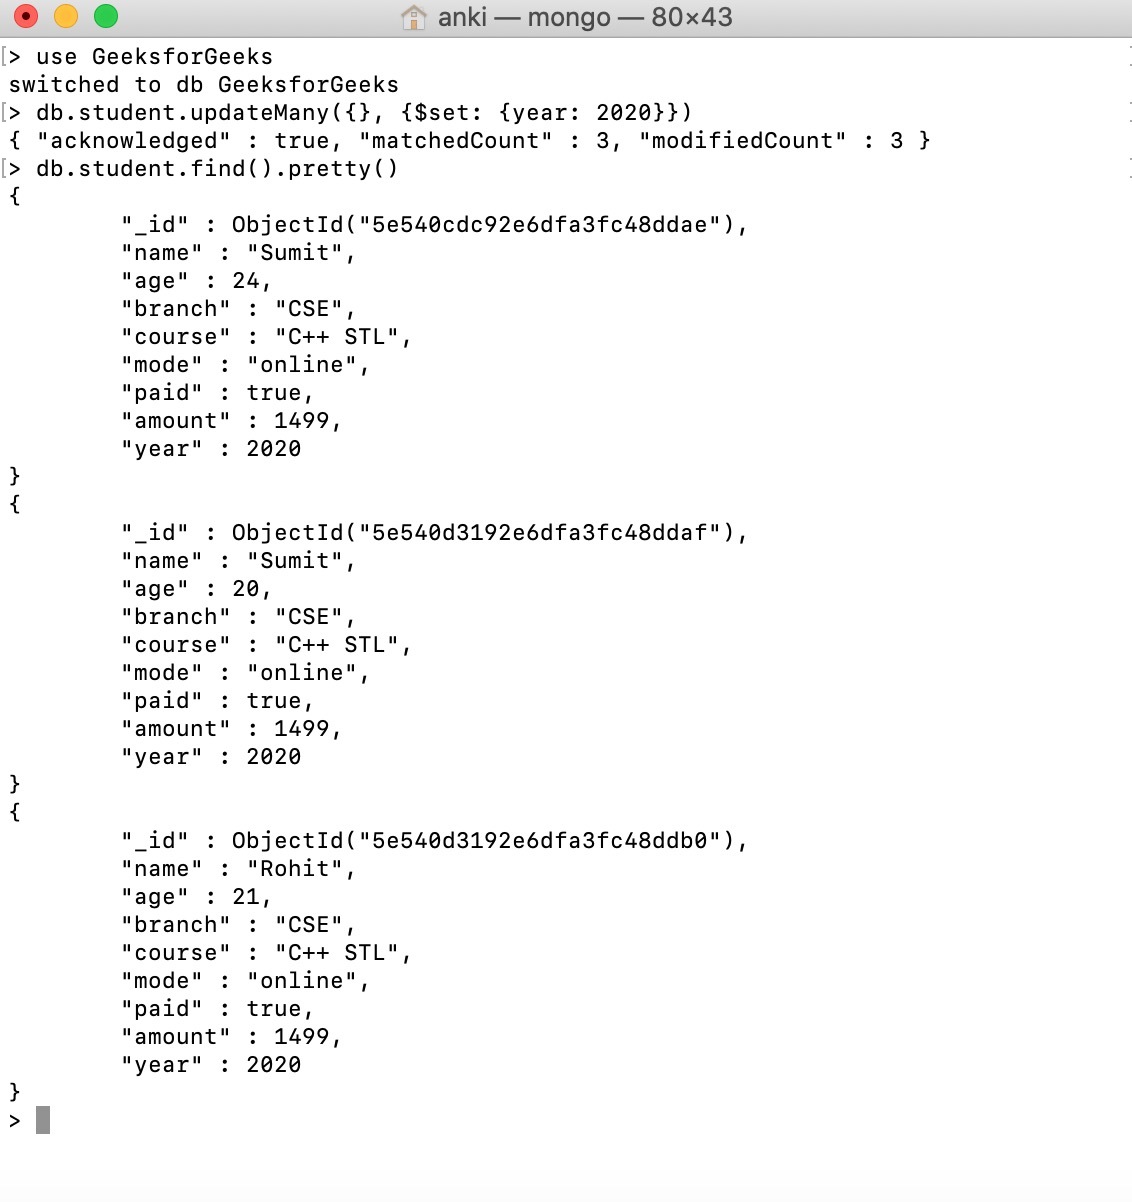 anki — mongo — 80×43
[> use GeeksforGeeks
switched to db GeeksforGeeks
[> db.student.updateMany({}, {$set: {year: 2020}})
{ "acknowledged" : true, "matchedCount" : 3, "modifiedCount" : 3 }
[> db.student.find().pretty()
{
        "_id" : ObjectId("5e540cdc92e6dfa3fc48ddae"),
        "name" : "Sumit",
        "age" : 24,
        "branch" : "CSE",
        "course" : "C++ STL",
        "mode" : "online",
        "paid" : true,
        "amount" : 1499,
        "year" : 2020
}
{
        "_id" : ObjectId("5e540d3192e6dfa3fc48ddaf"),
        "name" : "Sumit",
        "age" : 20,
        "branch" : "CSE",
        "course" : "C++ STL",
        "mode" : "online",
        "paid" : true,
        "amount" : 1499,
        "year" : 2020
}
{
        "_id" : ObjectId("5e540d3192e6dfa3fc48ddb0"),
        "name" : "Rohit",
        "age" : 21,
        "branch" : "CSE",
        "course" : "C++ STL",
        "mode" : "online",
        "paid" : true,
        "amount" : 1499,
        "year" : 2020
}
>